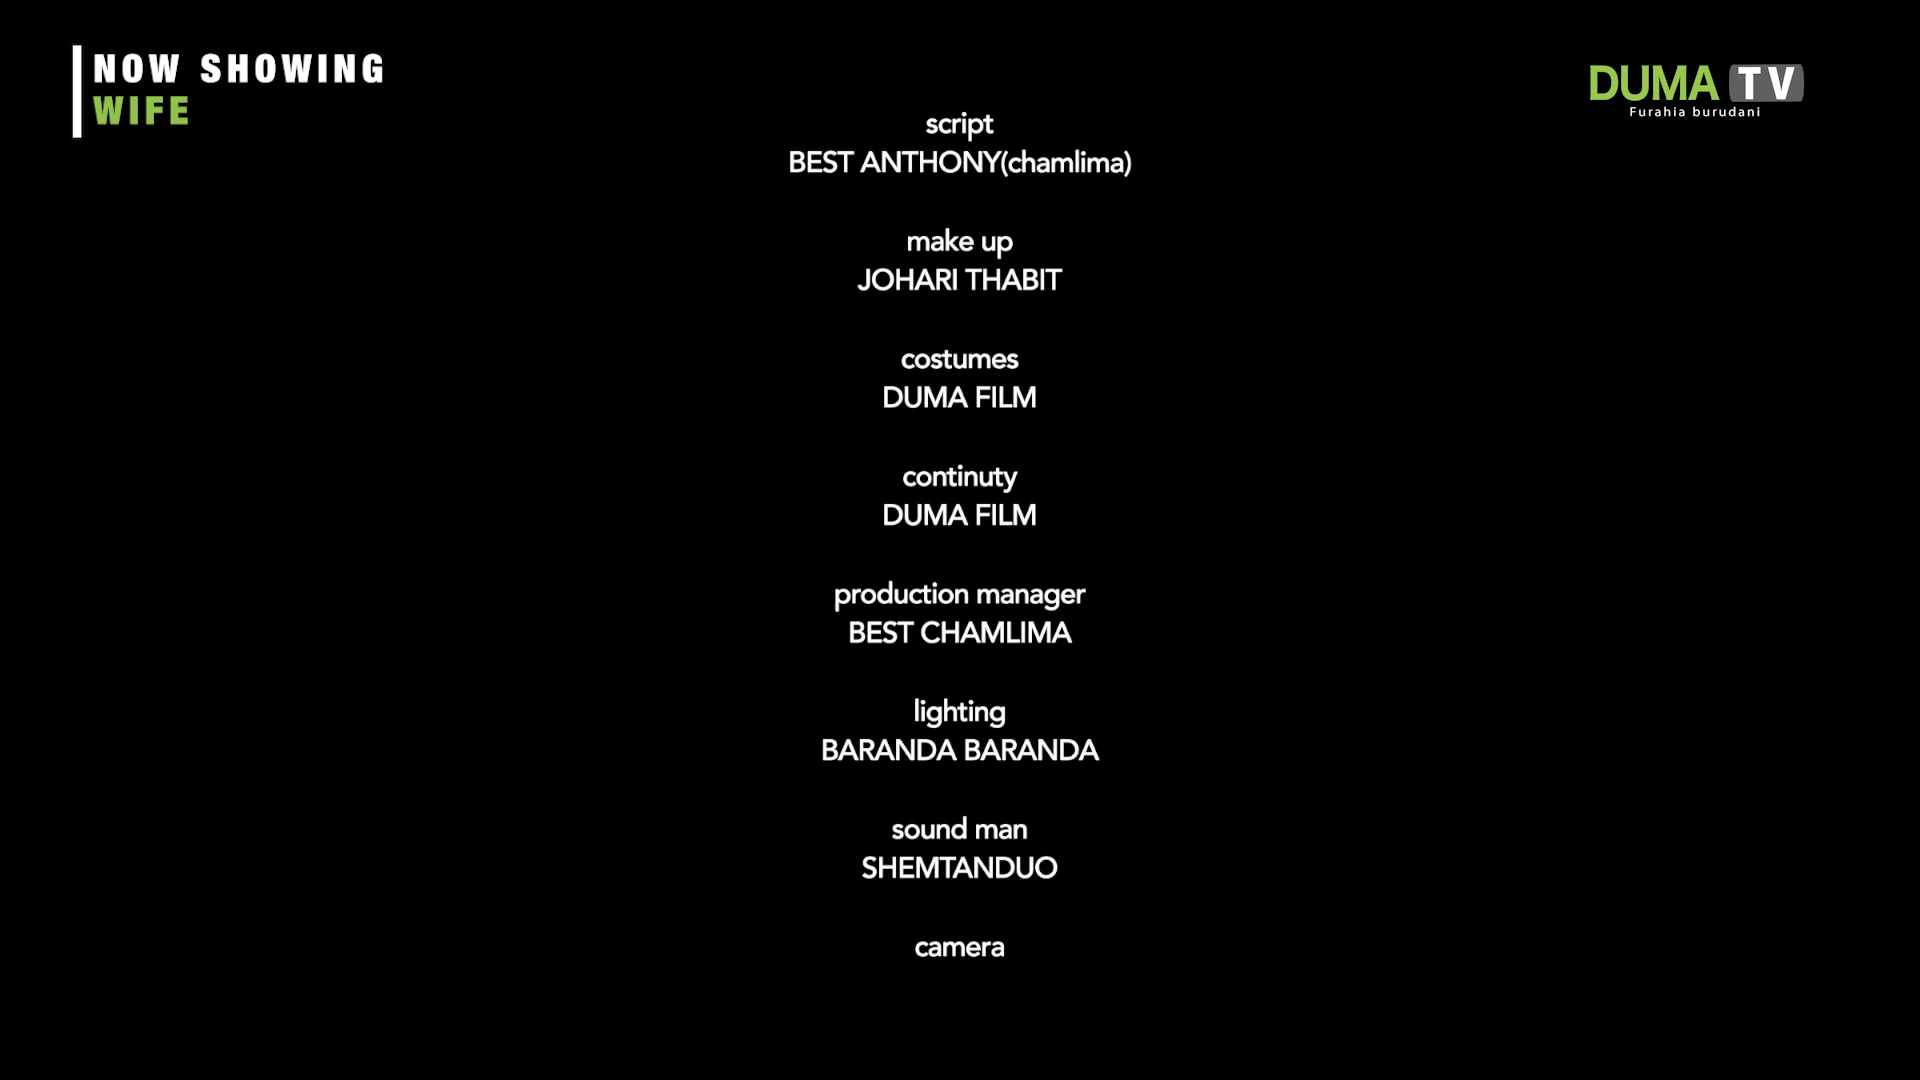 NOW SHOWING
WIFE
DUMA TV
Furahia burudani
script
BEST ANTHONY(chamlima)
make up
JOHARI THABIT
costumes
DUMA FILM
continuty
DUMA FILM
production manager
BEST CHAMLIMA
lighting
BARANDA BARANDA
sound man
SHEMTANDUO
camera